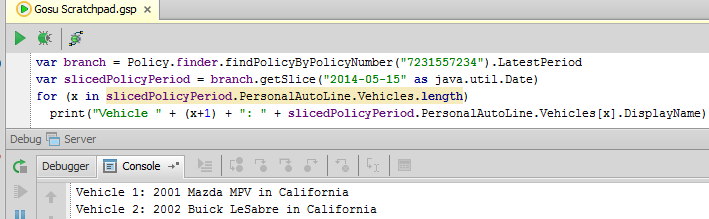 Gosu Scratchpad.gsp ×
var branch = Policy.finder.findPolicyByPolicyNumber("7231557234").LatestPeriod
var slicedPolicyPeriod = branch.getSlice("2014-05-15" as java.util.Date)
for (x in slicedPolicyPeriod.PersonalAutoLine.Vehicles.length)
print("Vehicle " + (x+1) + ": " + slicedPolicyPeriod.PersonalAutoLine.Vehicles[x].DisplayName)
Debug Server
Debugger Console
Vehicle 1: 2001 Mazda MPV in California
Vehicle 2: 2002 Buick LeSabre in California